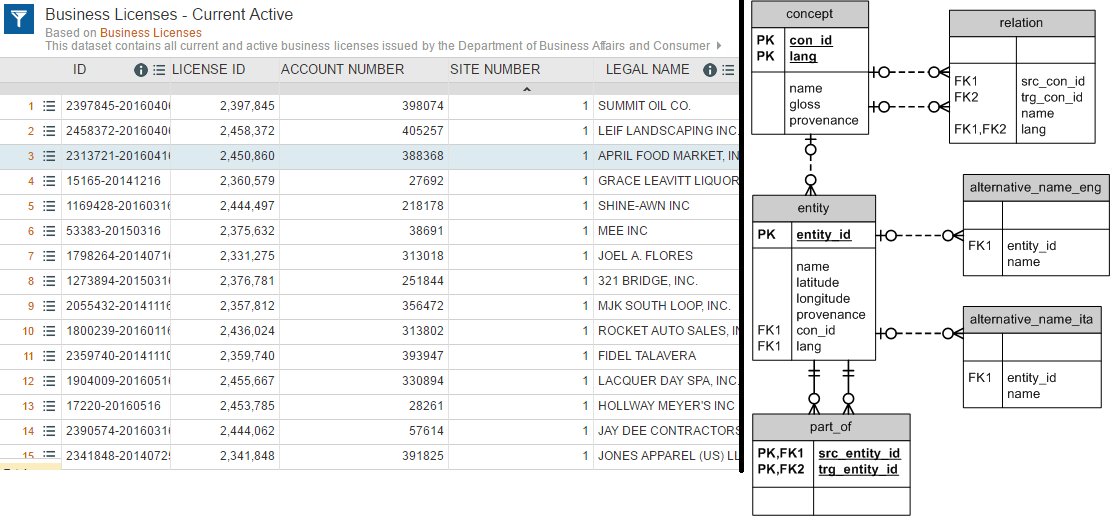 Business Licenses - Current Active
Based on Business Licenses
This dataset contains all current and active business licenses issued by the Department of Business Affairs and Consumer
ID LICENSE ID ACCOUNT NUMBER SITE NUMBER LEGAL NAME
1 2397845-20160406 2,397,845 398074 1 SUMMIT OIL CO.
2 2458372-20160406 2,458,372 405257 1 LEIF LANDSCAPING INC.
3 2313721-20160416 2,450,860 388368 1 APRIL FOOD MARKET, IN
4 15165-20141216 2,360,579 27692 1 GRACE LEAVITT LIQUOR
5 1169428-20160316 2,444,497 218178 1 SHINE-AWN INC
6 53383-20150316 2,375,632 38691 1 MEE INC
7 1798264-20140716 2,331,275 313018 1 JOEL A. FLORES
8 1273894-20150316 2,376,781 251844 1 321 BRIDGE, INC.
9 2055432-20141116 2,357,812 356472 1 MJK SOUTH LOOP, INC.
10 1800239-20160116 2,436,024 313802 1 ROCKET AUTO SALES, IN
11 2359740-20141110 2,359,740 393947 1 FIDEL TALAVERA
12 1904009-20160516 2,455,667 330894 1 LACQUER DAY SPA, INC.
13 17220-20160516 2,453,785 28261 1 HOLLWAY MEYER'S INC
14 2390574-20160316 2,444,062 57614 1 JAY DEE CONTRACTORS
15 2341848-20140725 2,341,848 391825 1 JONES APPAREL (US) LL
concept
PK con_id
PK lang
name
gloss
provenance
relation
FK1 src_con_id
FK2 trg_con_id
name
FK1,FK2 lang
entity
PK entity_id
name
latitude
longitude
provenance
FK1 con_id
FK1 lang
alternative_name_eng
FK1 entity_id
name
alternative_name_ita
FK1 entity_id
name
part_of
PK,FK1 src_entity_id
PK,FK2 trg_entity_id